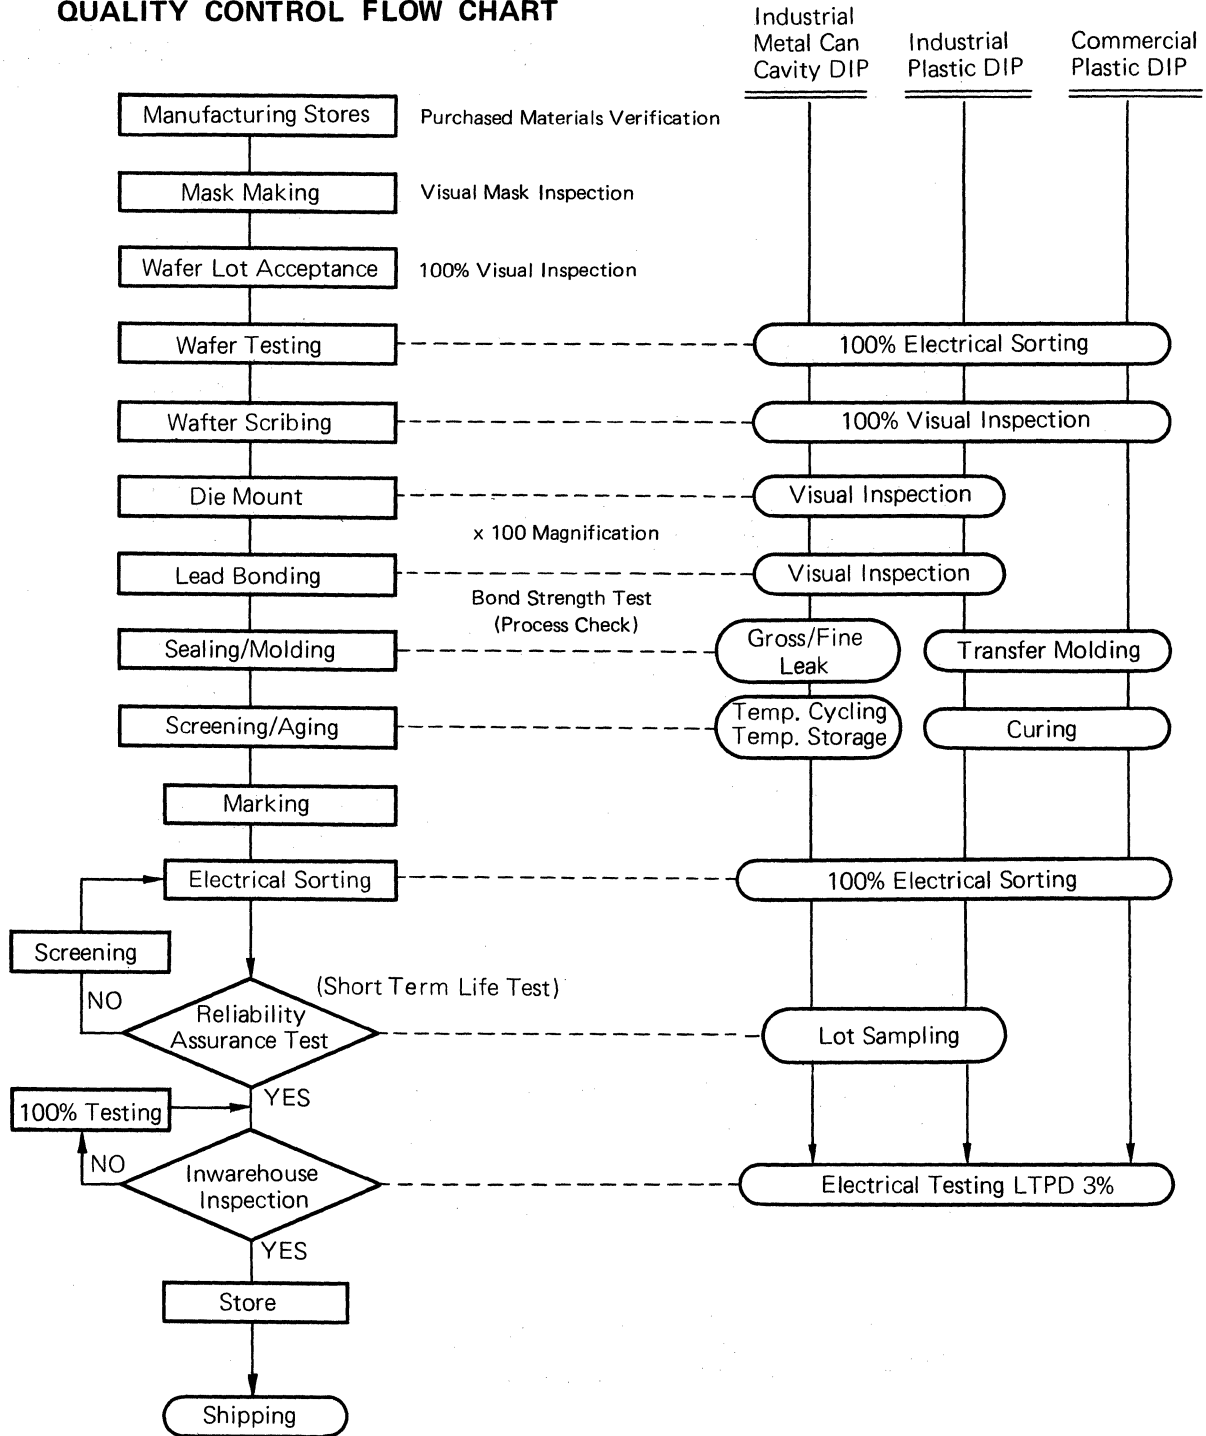 QUALITY CONTROL FLOW CHART
Industrial
Metal Can
Cavity DIP
Industrial
Plastic DIP
Commercial
Plastic DIP
Manufacturing Stores
Purchased Materials Verification
Mask Making
Visual Mask Inspection
Wafer Lot Acceptance
100% Visual Inspection
Wafer Testing
100% Electrical Sorting
Wafter Scribing
100% Visual Inspection
Die Mount
Visual Inspection
x 100 Magnification
Lead Bonding
Visual Inspection
Bond Strength Test
(Process Check)
Sealing/Molding
Gross/Fine
Leak
Transfer Molding
Screening/Aging
Temp. Cycling
Temp. Storage
Curing
Marking
Electrical Sorting
100% Electrical Sorting
Screening
NO
(Short Term Life Test)
Reliability
Assurance Test
Lot Sampling
YES
100% Testing
NO
Inwarehouse
Inspection
Electrical Testing LTPD 3%
YES
Store
Shipping